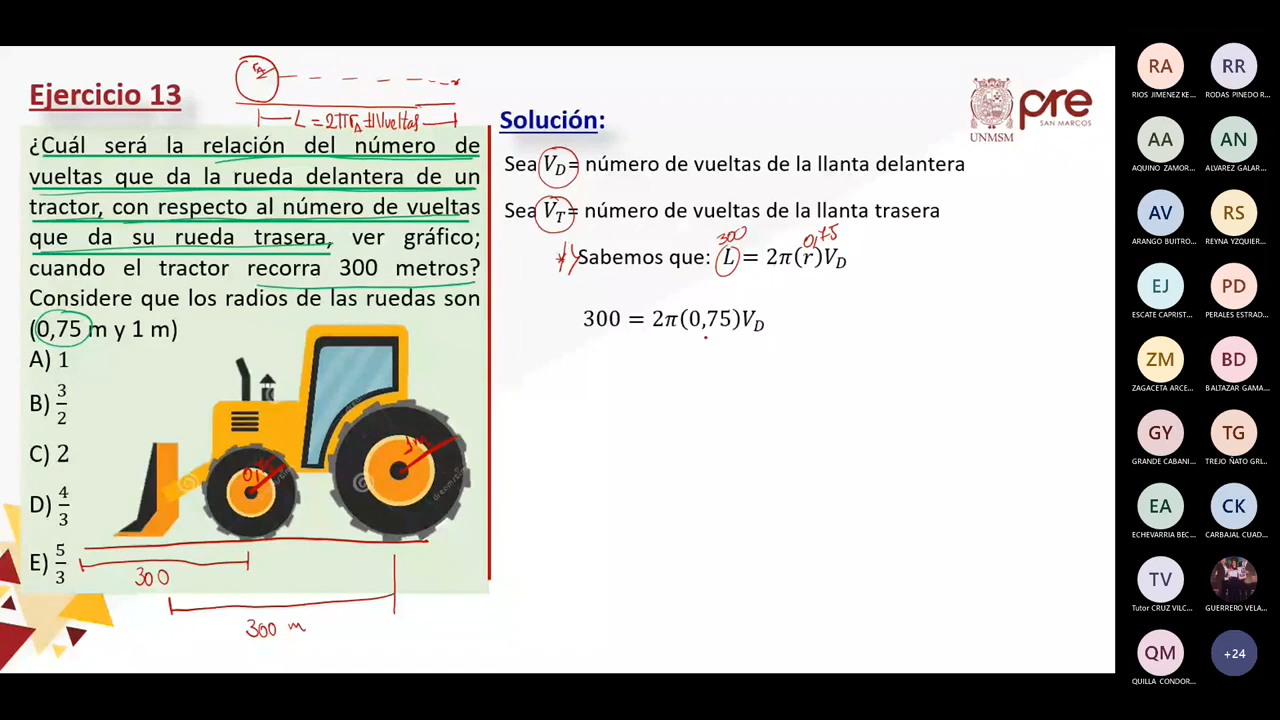 Ejercicio 13
L = 2πr_Δ #Vueltas
¿Cuál será la relación del número de
vueltas que da la rueda delantera de un
tractor, con respecto al número de vueltas
que da su rueda trasera, ver gráfico;
cuando el tractor recorra 300 metros?
Considere que los radios de las ruedas son
(0,75 m y 1 m)
A) 1
B) 3/2
C) 2
D) 4/3
E) 5/3
1m
300
300 m
Solución:
Sea V_D= número de vueltas de la llanta delantera
Sea V_T= número de vueltas de la llanta trasera
300
0,75
Sabemos que: L = 2π(r)V_D
300 = 2π(0,75)V_D
UNMSM
pre
SAN MARCOS
RA
RIOS JIMENEZ KE...
RR
RODAS PINEDO R...
AA
AQUINO ZAMOR...
AN
ALVAREZ GALAR...
AV
ARANGO BUITRO...
RS
REYNA YZQUIER...
EJ
ESCATE CAPRIST...
PD
PERALES ESTRAD...
ZM
ZAGACETA ARCE...
BD
BALTAZAR GAMA...
GY
GRANDE CABANI...
TG
TREJO ÑATO GRI...
EA
ECHEVARRIA BEC...
CK
CARBAJAL CUAD...
TV
Tutor CRUZ VILC...
GUERRERO VELA...
QM
QUILLA CONDOR...
+24